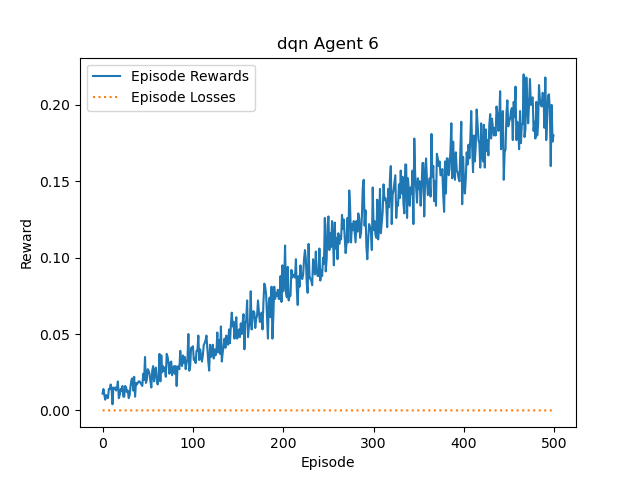 dqn Agent 6
Episode Rewards
Episode Losses
Reward
0.20
0.15
0.10
0.05
0.00
0 100 200 300 400 500
Episode